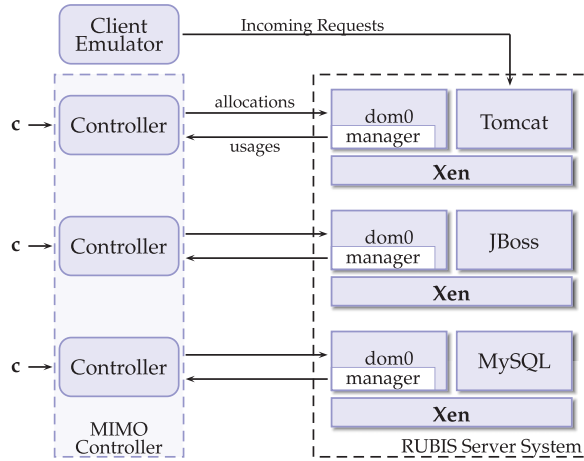 Client
Emulator
Incoming Requests
c
Controller
allocations
usages
dom0
manager
Tomcat
Xen
c
Controller
dom0
manager
JBoss
Xen
c
Controller
dom0
manager
MySQL
Xen
MIMO
Controller
RUBIS Server System